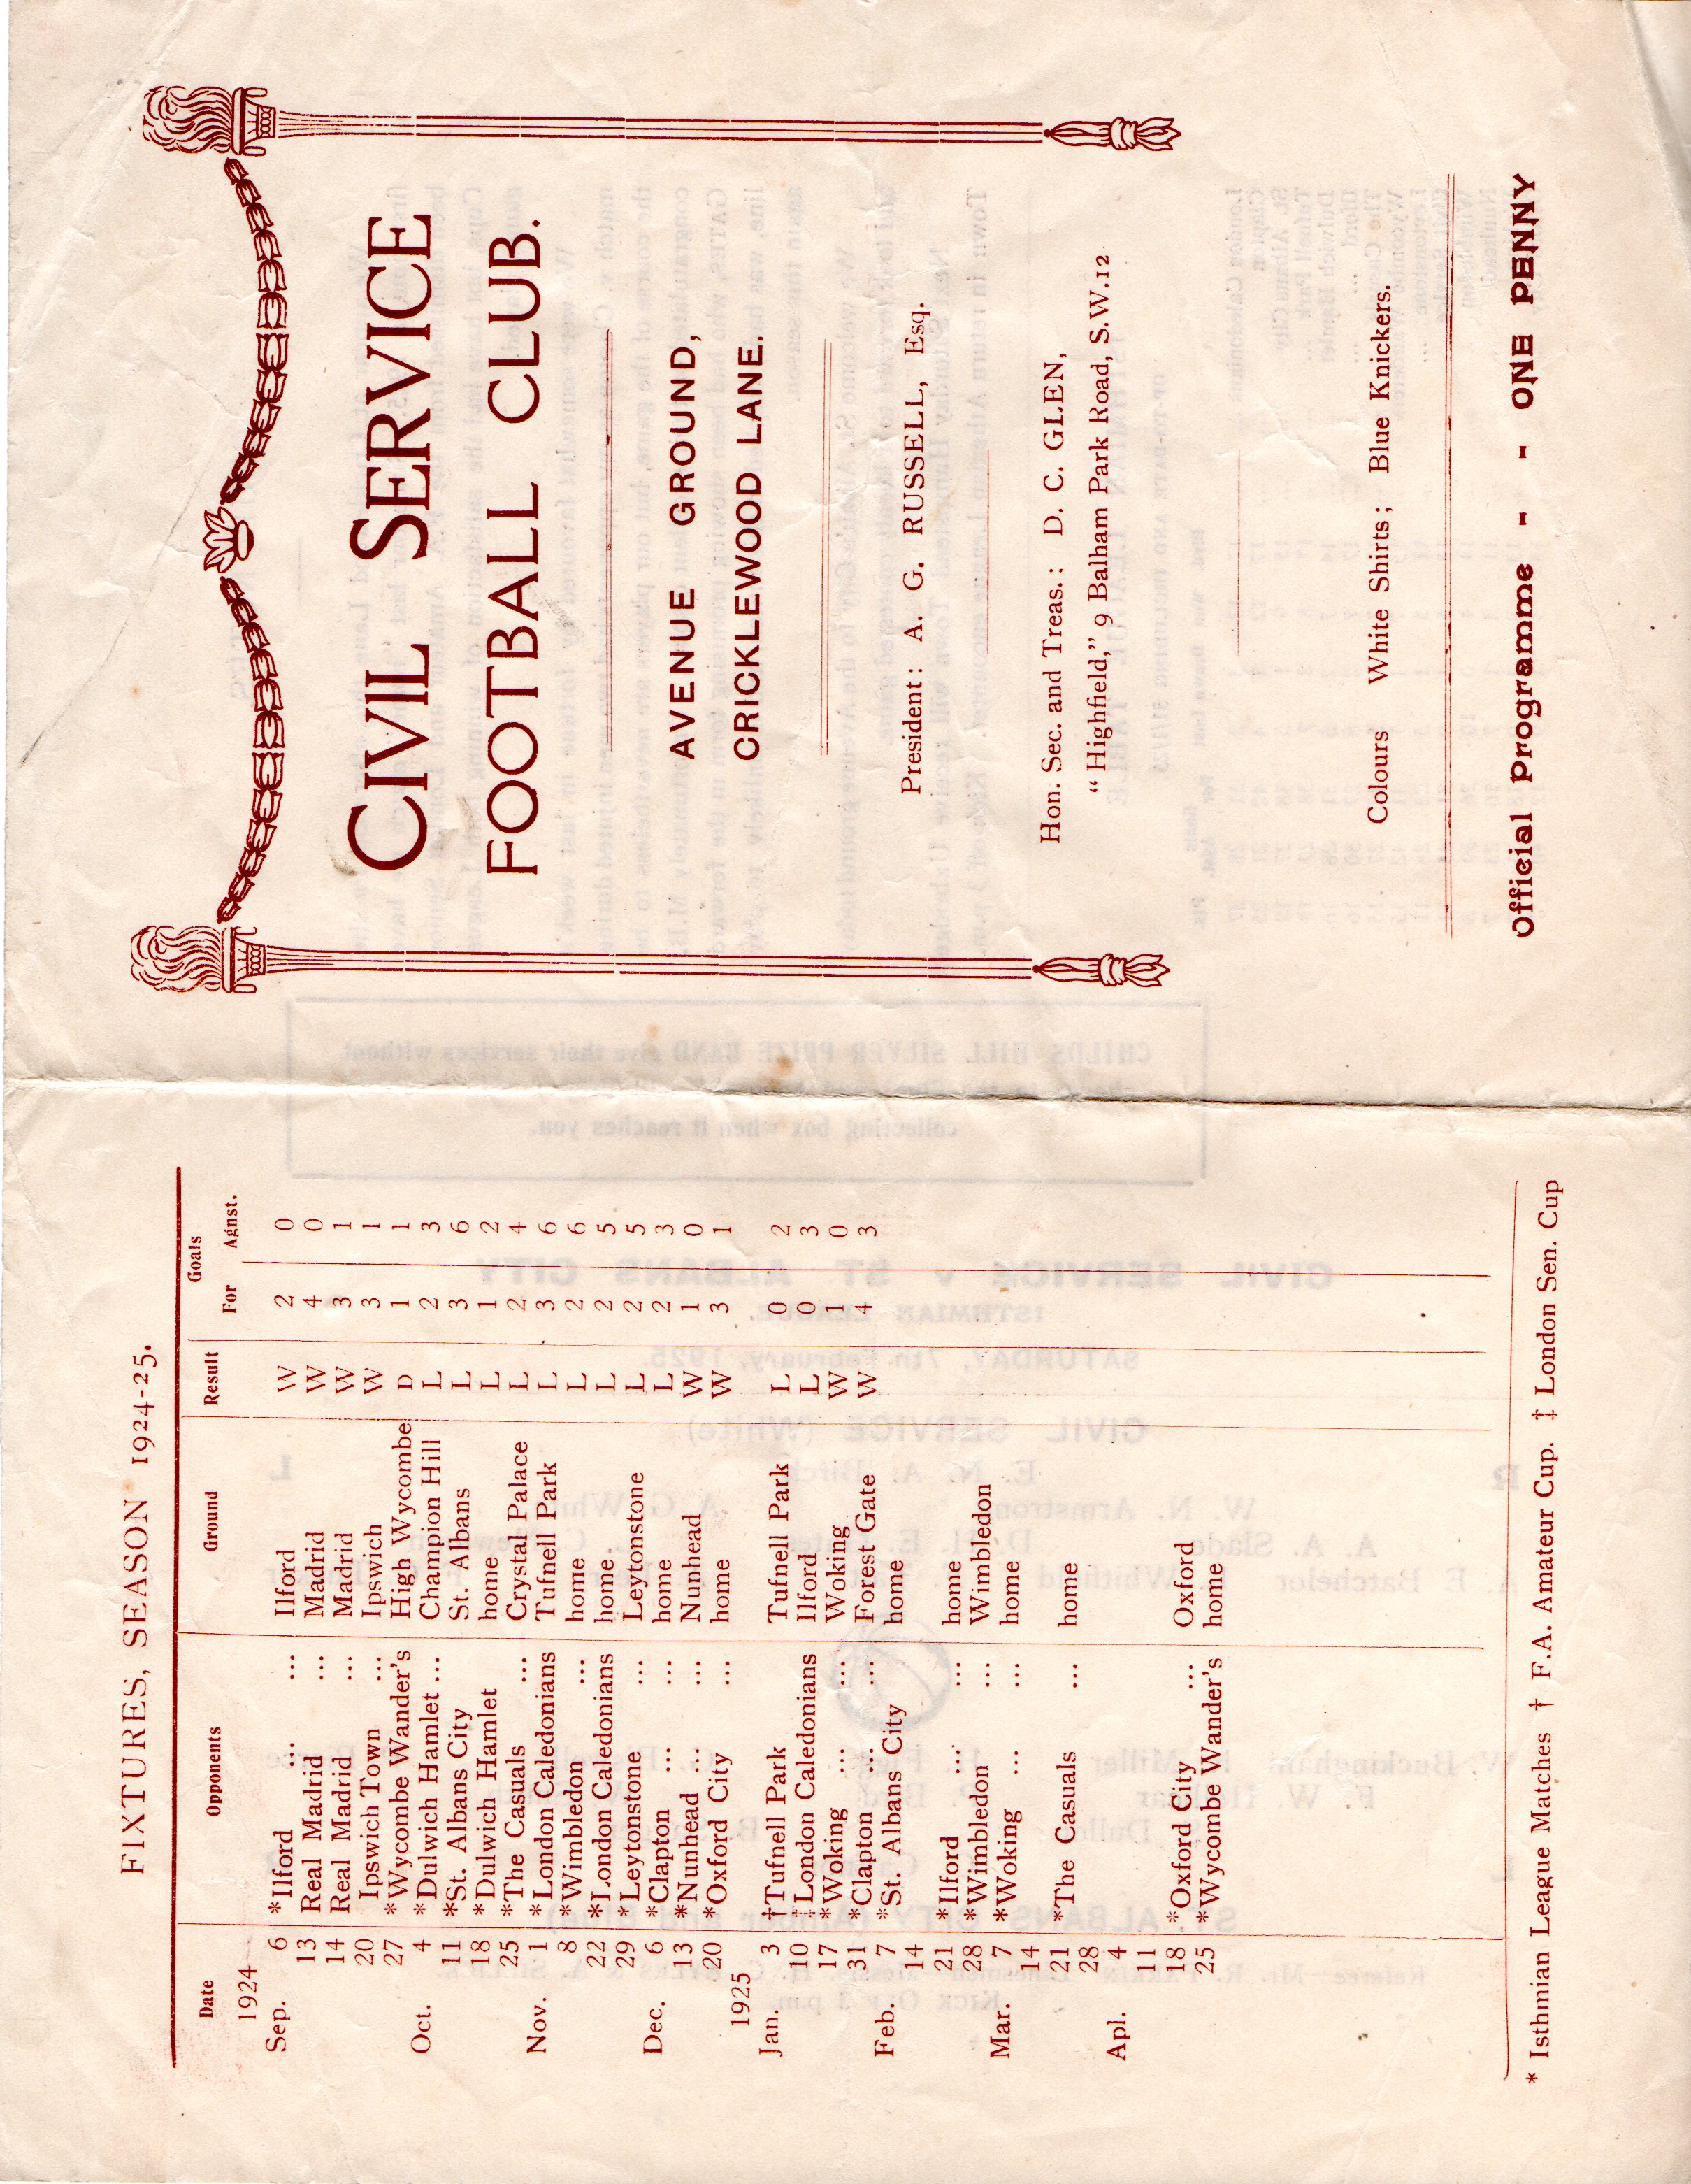 FIXTURES, SEASON 1924-25.
Date Opponents Ground Result Goals
For Agnst.
1924
Sep. 6 *Ilford ... ... Ilford W 2 0
13 Real Madrid ... Madrid W 4 0
14 Real Madrid ... Madrid W 3 1
20 Ipswich Town ... Ipswich W 3 1
27 *Wycombe Wander's High Wycombe D 1 1
Oct. 4 *Dulwich Hamlet ... Champion Hill L 2 3
11 *St. Albans City St. Albans L 3 6
18 *Dulwich Hamlet home L 1 2
25 *The Casuals ... Crystal Palace L 2 4
Nov. 1 *London Caledonians Tufnell Park L 3 6
8 *Wimbledon ... home L 2 6
22 *London Caledonians home L 2 5
29 *Leytonstone ... Leytonstone L 2 5
Dec. 6 *Clapton ... ... home L 2 3
13 *Nunhead ... ... Nunhead W 1 0
20 *Oxford City ... home W 3 1
1925
Jan. 3 †Tufnell Park Tufnell Park L 0 2
10 ‡London Caledonians Ilford L 0 3
17 *Woking ... ... Woking W 1 0
31 *Clapton ... ... Forest Gate W 4 3
Feb. 7 *St. Albans City home
14
21 *Ilford ... home
28 *Wimbledon ... Wimbledon
Mar. 7 *Woking ... ... home
14
21 *The Casuals ... home
28
Apl. 4
11
18 *Oxford City ... Oxford
25 *Wycombe Wander's home
* Isthmian League Matches † F.A. Amateur Cup. ‡ London Sen. Cup
CIVIL SERVICE
FOOTBALL CLUB.
AVENUE GROUND,
CRICKLEWOOD LANE.
President : A. G. RUSSELL, Esq.
Hon. Sec. and Treas. : D. C. GLEN,
" Highfield," 9 Balham Park Road, S.W.12
Colours White Shirts ; Blue Knickers.
Official Programme - - ONE PENNY